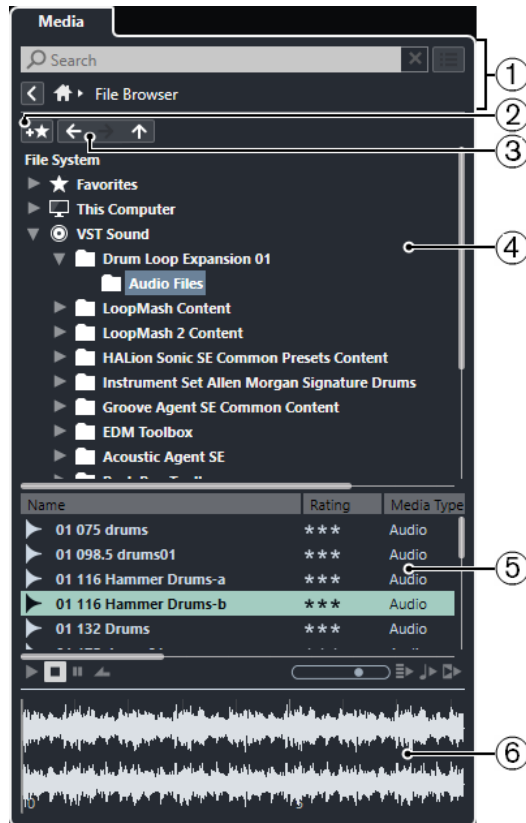 Media
Search
File Browser
1
2
3
File System
Favorites
This Computer
VST Sound
4
Drum Loop Expansion 01
Audio Files
LoopMash Content
LoopMash 2 Content
HALion Sonic SE Common Presets Content
Instrument Set Allen Morgan Signature Drums
Groove Agent SE Common Content
EDM Toolbox
Acoustic Agent SE
Name Rating Media Type
01 075 drums *** Audio
01 098.5 drums01 *** Audio
5
01 116 Hammer Drums-a *** Audio
01 116 Hammer Drums-b *** Audio
01 132 Drums *** Audio
6